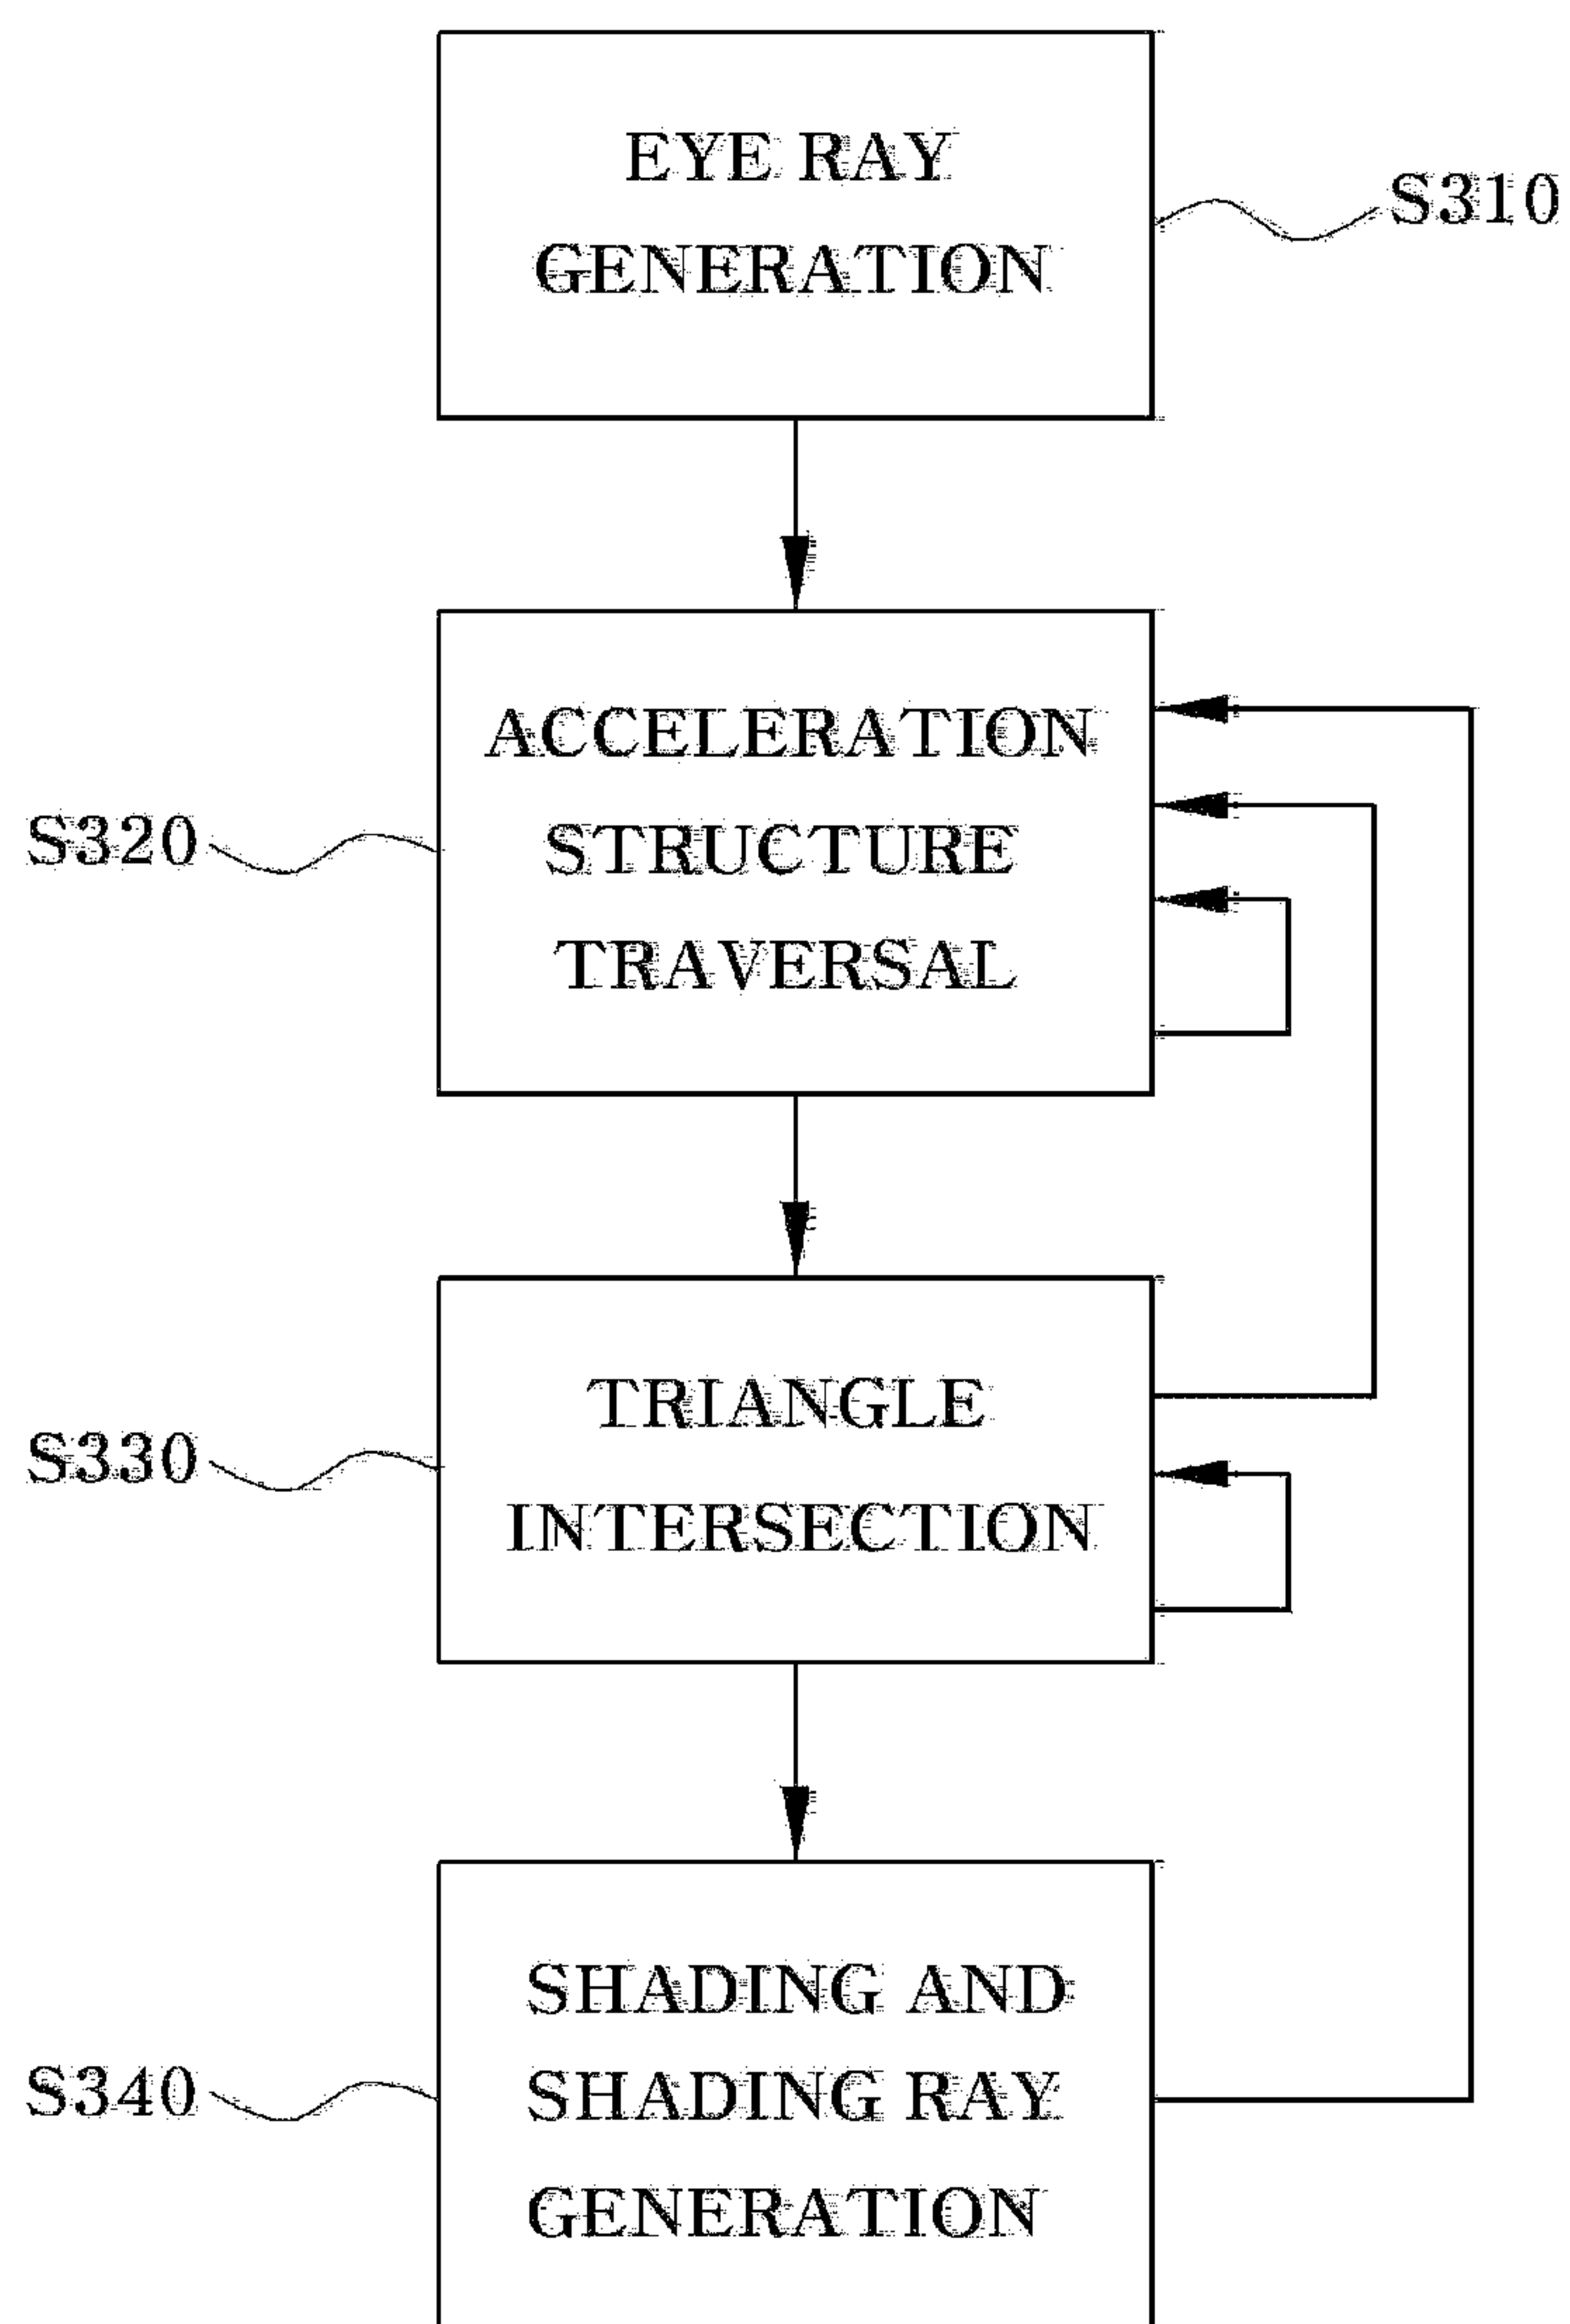 EYE RAY
GENERATION
S310
ACCELERATION
STRUCTURE
TRAVERSAL
S320
TRIANGLE
INTERSECTION
S330
SHADING AND
SHADING RAY
GENERATION
S340